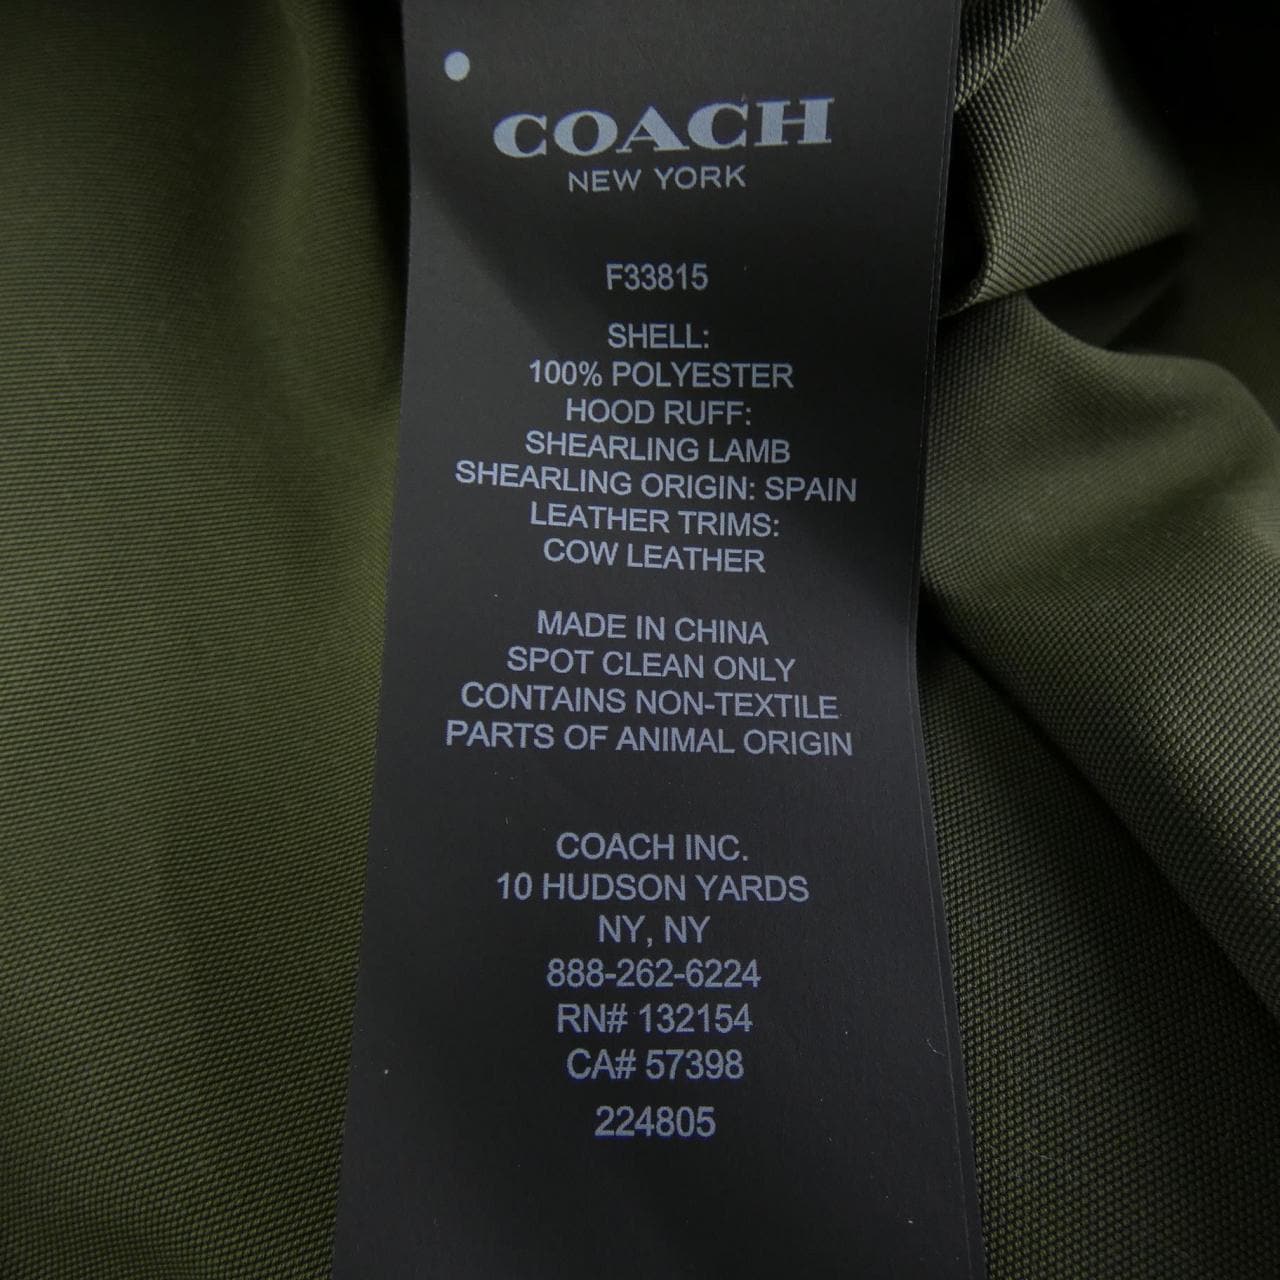 COACH
NEW YORK
F33815
SHELL:
100% POLYESTER
HOOD RUFF:
SHEARLING LAMB
SHEARLING ORIGIN: SPAIN
LEATHER TRIMS:
COW LEATHER
MADE IN CHINA
SPOT CLEAN ONLY
CONTAINS NON-TEXTILE
PARTS OF ANIMAL ORIGIN
COACH INC.
10 HUDSON YARDS
NY, NY
888-262-6224
RN# 132154
CA# 57398
224805